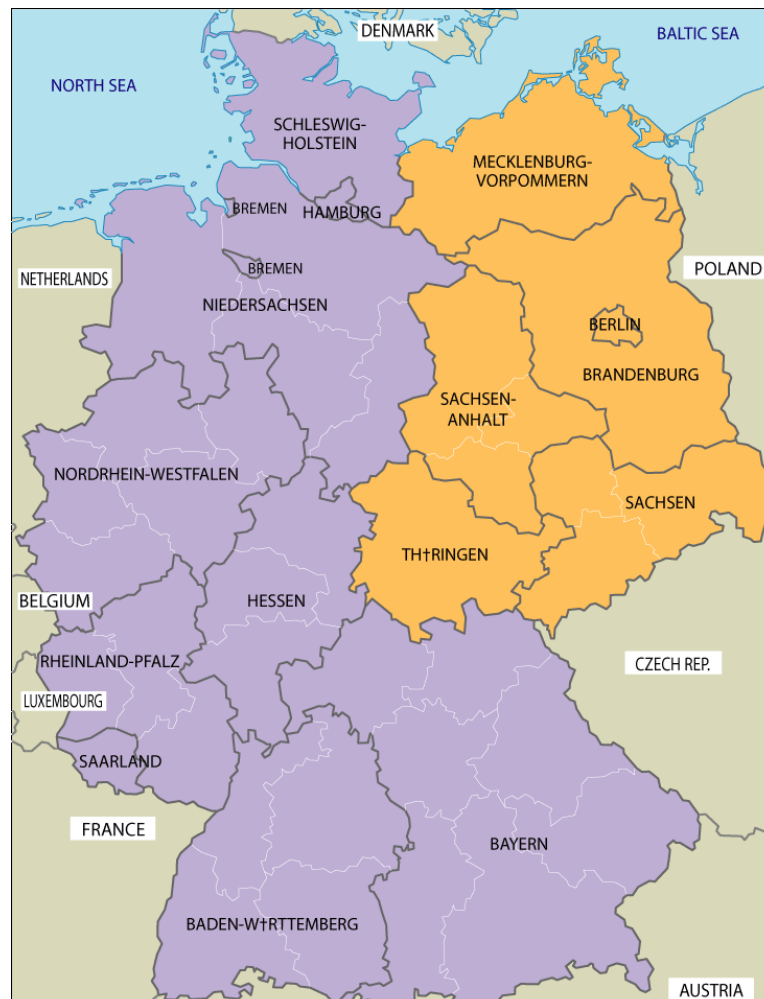 DENMARK
BALTIC SEA
NORTH SEA
SCHLESWIG-
HOLSTEIN
MECKLENBURG-
VORPOMMERN
BREMEN
HAMBURG
BREMEN
NETHERLANDS
POLAND
NIEDERSACHSEN
BERLIN
BRANDENBURG
SACHSEN-
ANHALT
NORDRHEIN-WESTFALEN
SACHSEN
TH†RINGEN
BELGIUM
HESSEN
RHEINLAND-PFALZ
CZECH REP.
LUXEMBOURG
SAARLAND
FRANCE
BAYERN
BADEN-W†RTTEMBERG
AUSTRIA